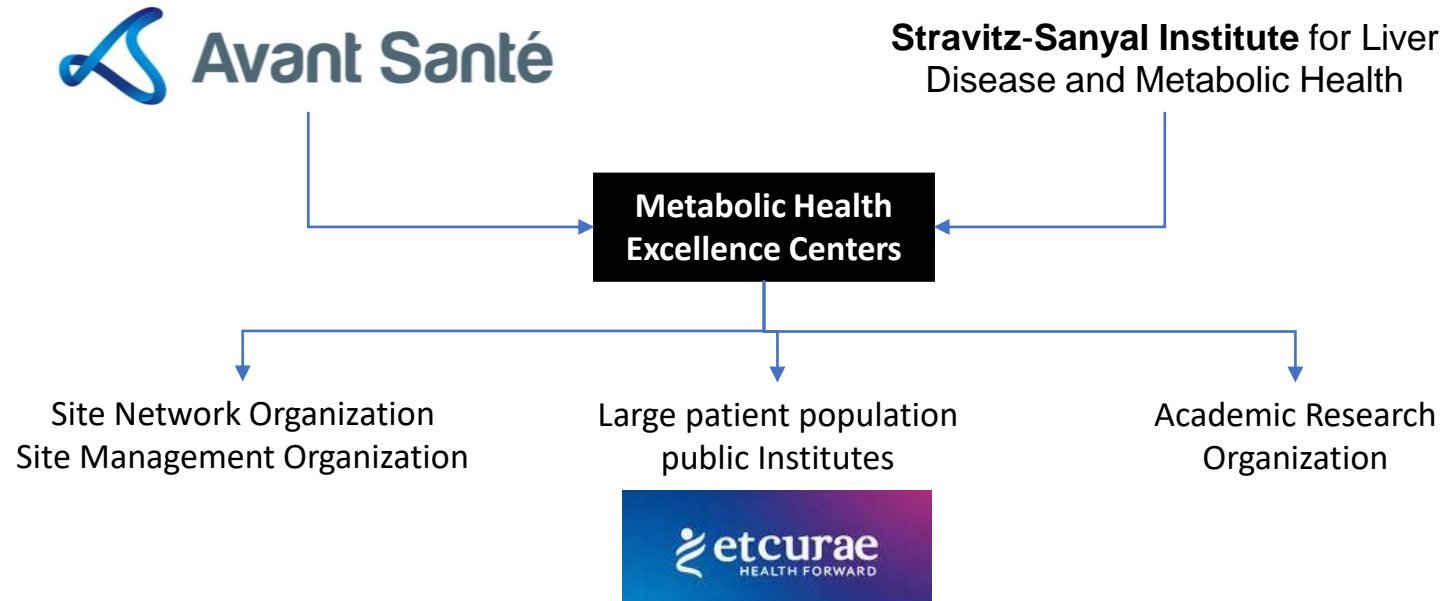 Avant Santé
Stravitz-Sanyal Institute for Liver
Disease and Metabolic Health
Metabolic Health
Excellence Centers
Site Network Organization
Site Management Organization
Large patient population
public Institutes
Academic Research
Organization
etcurae
HEALTH FORWARD